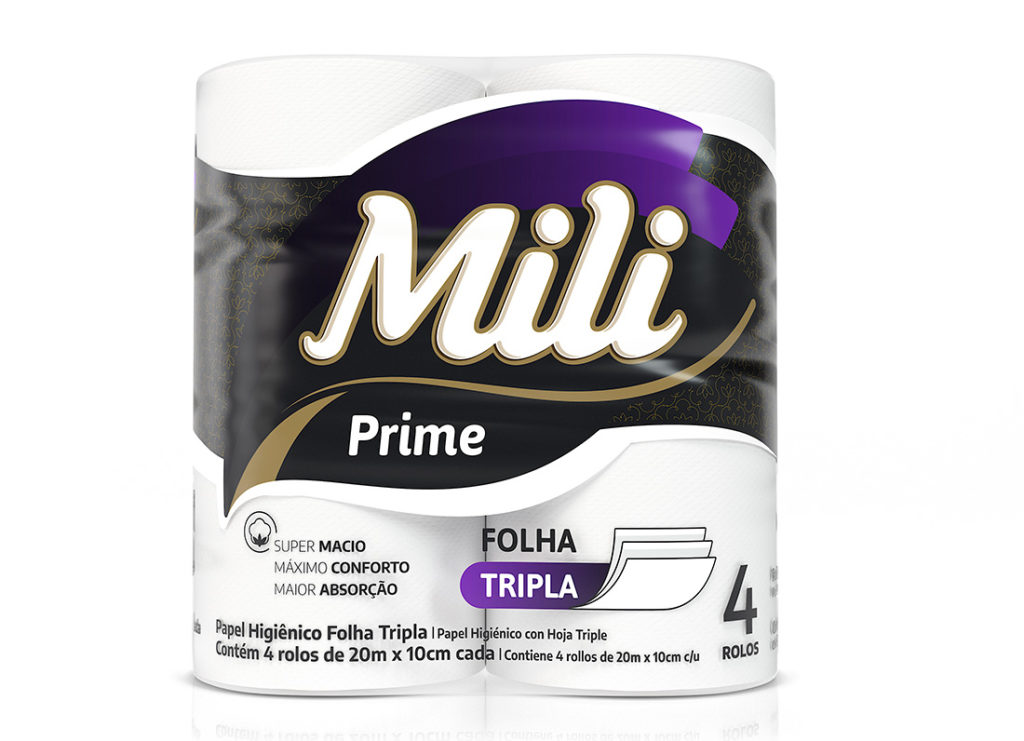 Mili
Prime
SUPER MACIO
MÁXIMO CONFORTO
MAIOR ABSORÇÃO
FOLHA
TRIPLA
4
ROLOS
Papel Higiênico Folha Tripla | Papel Higiénico con Hoja Triple
Contém 4 rolos de 20m x 10cm cada | Contiene 4 rollos de 20m x 10cm c/u